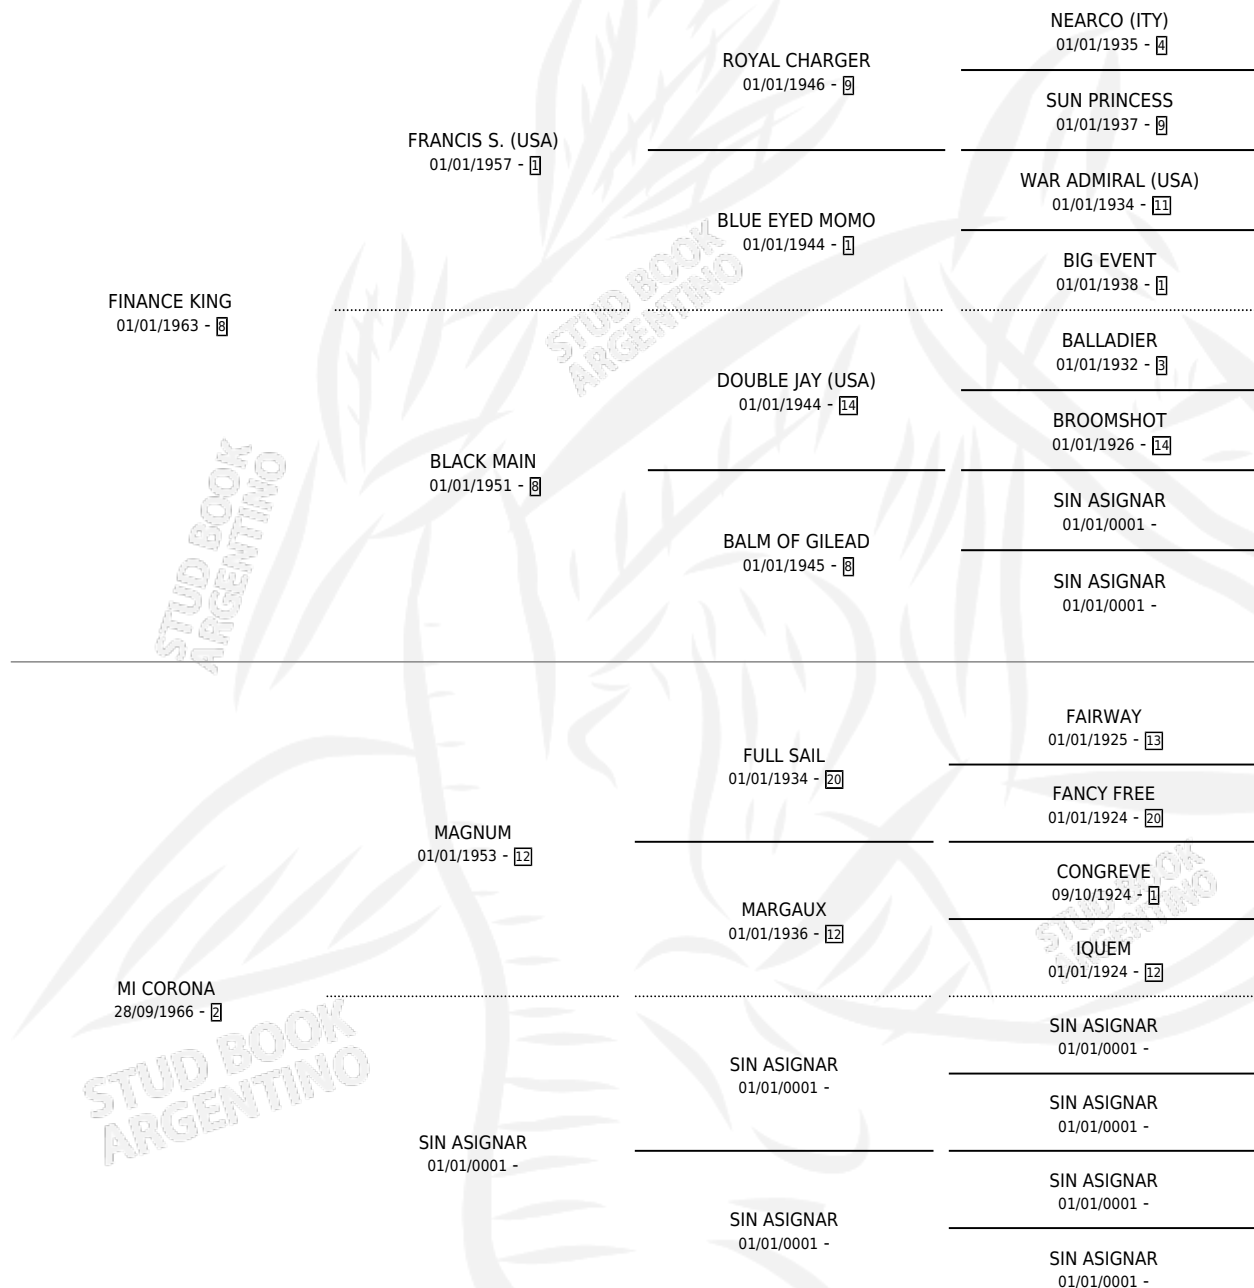 NEARCO (ITY)
01/01/1935 - 4
ROYAL CHARGER
01/01/1946 - 9
SUN PRINCESS
01/01/1937 - 9
FRANCIS S. (USA)
01/01/1957 - 1
WAR ADMIRAL (USA)
01/01/1934 - 11
BLUE EYED MOMO
01/01/1944 - 1
BIG EVENT
01/01/1938 - 1
FINANCE KING
01/01/1963 - 8
BALLADIER
01/01/1932 - 3
DOUBLE JAY (USA)
01/01/1944 - 14
BROOMSHOT
01/01/1926 - 14
BLACK MAIN
01/01/1951 - 8
SIN ASIGNAR
01/01/0001 -
BALM OF GILEAD
01/01/1945 - 8
SIN ASIGNAR
01/01/0001 -
FAIRWAY
01/01/1925 - 13
FULL SAIL
01/01/1934 - 20
FANCY FREE
01/01/1924 - 20
MAGNUM
01/01/1953 - 12
CONGREVE
09/10/1924 - 1
MARGAUX
01/01/1936 - 12
IQUEM
01/01/1924 - 12
MI CORONA
28/09/1966 - 2
SIN ASIGNAR
01/01/0001 -
SIN ASIGNAR
01/01/0001 -
SIN ASIGNAR
01/01/0001 -
SIN ASIGNAR
01/01/0001 -
SIN ASIGNAR
01/01/0001 -
SIN ASIGNAR
01/01/0001 -
SIN ASIGNAR
01/01/0001 -
STUD BOOK
ARGENTINO
STUD BOOK
ARGENTINO
STUD BOOK
ARGENTINO
STUD BOOK
ARGENTINO